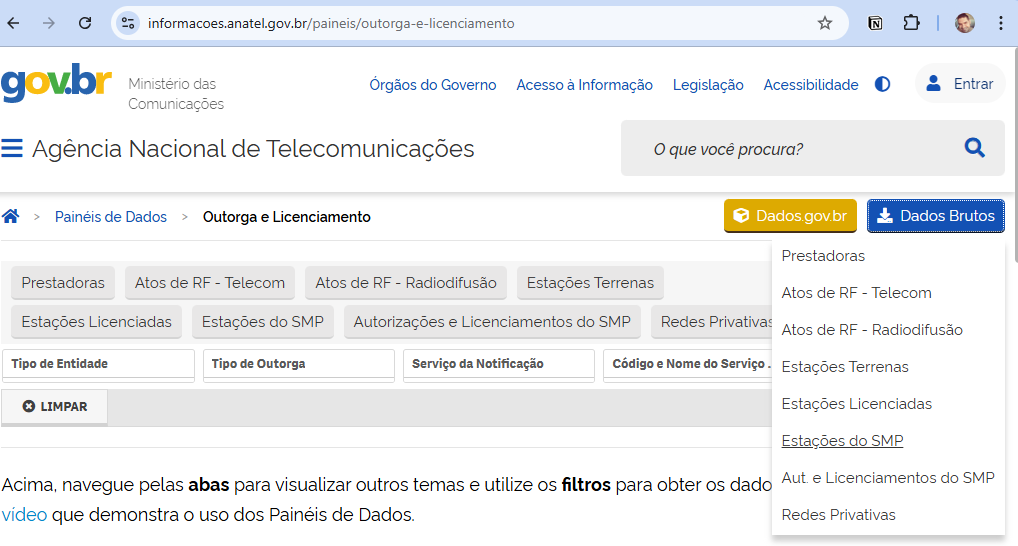 informacoes.anatel.gov.br/paineis/outorga-e-licenciamento
gov.br
Ministério das
Comunicações
Órgãos do Governo
Acesso à Informação
Legislação
Acessibilidade
Entrar
Agência Nacional de Telecomunicações
O que você procura?
> Painéis de Dados > Outorga e Licenciamento
Dados.gov.br
Dados Brutos
Prestadoras
Atos de RF - Telecom
Atos de RF - Radiodifusão
Estações Terrenas
Estações Licenciadas
Estações do SMP
Autorizações e Licenciamentos do SMP
Redes Privativas
Tipo de Entidade
Tipo de Outorga
Serviço da Notificação
Código e Nome do Serviço .
LIMPAR
Prestadoras
Atos de RF - Telecom
Atos de RF - Radiodifusão
Estações Terrenas
Estações Licenciadas
Estações do SMP
Aut. e Licenciamentos do SMP
Redes Privativas
Acima, navegue pelas abas para visualizar outros temas e utilize os filtros para obter os dado
vídeo que demonstra o uso dos Painéis de Dados.